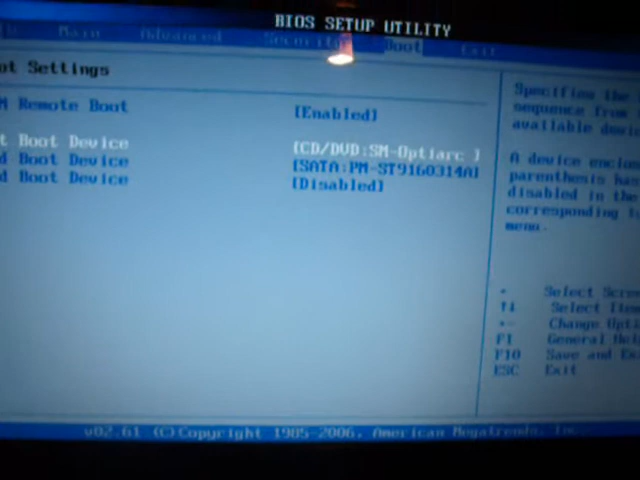 BIOS SETUP UTILITY
Main Advanced Security Boot Exit
ot Settings
M Remote Boot [Enabled]
t Boot Device [CD/DVD:SM-Optiarc ]
d Boot Device [SATA:PM-ST9160314A]
d Boot Device [Disabled]
Specifies the
sequence from
available devic
A device enclos
parenthesis has
disabled in the
corresponding t
menu.
Select Scree
↑↓ Select Item
+- Change Opti
F1 General Hel
F10 Save and Ex
ESC Exit
v02.61 (C)Copyright 1985-2006, American Megatrends, Inc.